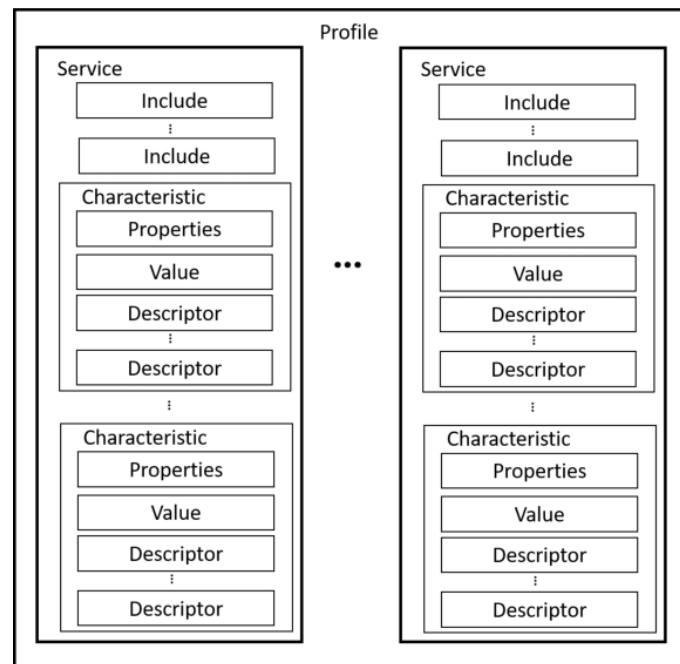 Profile
Service
Include
⁞
Include
Characteristic
Properties
Value
Descriptor
⁞
Descriptor
⁞
Characteristic
Properties
Value
Descriptor
⁞
Descriptor
...
Service
Include
⁞
Include
Characteristic
Properties
Value
Descriptor
⁞
Descriptor
⁞
Characteristic
Properties
Value
Descriptor
⁞
Descriptor